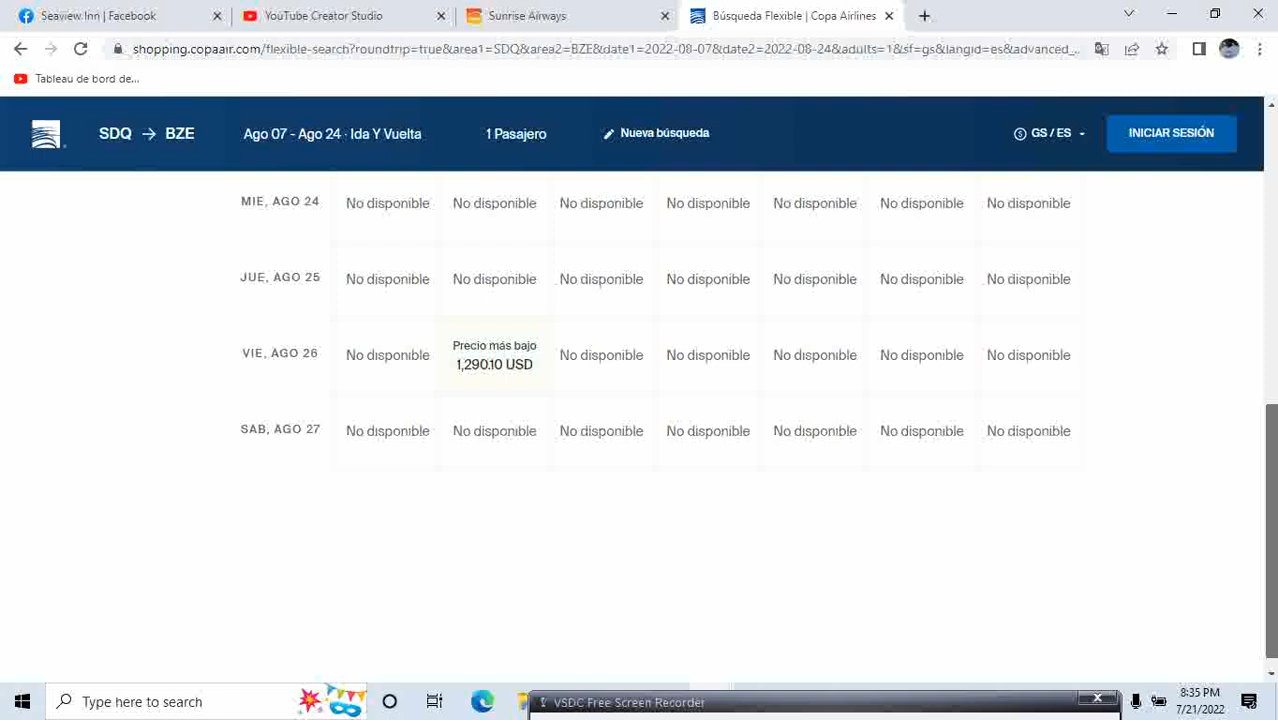 Seawew.Inn | Facebook
YouTube Creator Studio
Sunrise Airways
Búsqueda Flexible | Copa Airlines
shopping.copaair.com/flexible-search?roundtrip=true&area1=SDQ&area2=BZE&date1=2022-08-07&date2=2022-08-24&adults=1&sf=gs&langid=es&advanced_...
Tableau de bord de...
SDQ → BZE
Ago 07 - Ago 24 · Ida Y Vuelta
1 Pasajero
Nueva búsqueda
GS / ES
INICIAR SESIÓN
MIE, AGO 24 No disponible No disponible No disponible No disponible No disponible No disponible No disponible
JUE, AGO 25 No disponible No disponible No disponible No disponible No disponible No disponible No disponible
Precio más bajo
VIE, AGO 26 No disponible 1,290.10 USD No disponible No disponible No disponible No disponible No disponible
SAB, AGO 27 No disponible No disponible No disponible No disponible No disponible No disponible No disponible
Type here to search
VSDC Free Screen Recorder
8:35 PM
7/21/2022